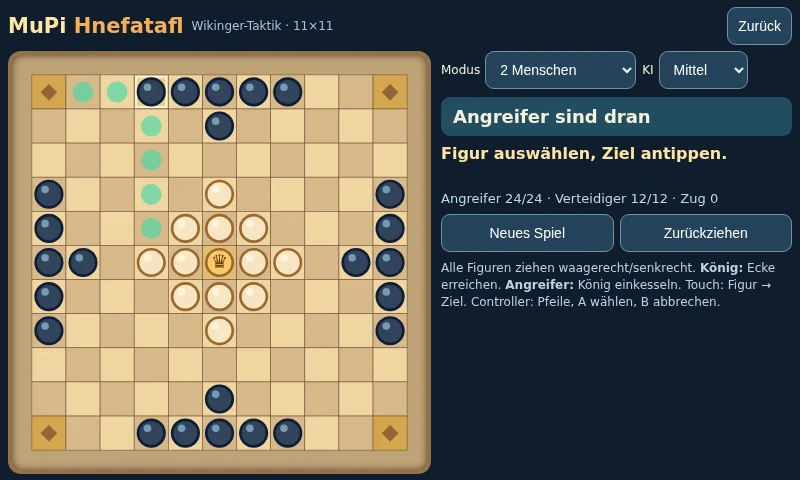 MuPi Hnefatafl Wikinger-Taktik · 11×11
Zurück
Modus 2 Menschen KI Mittel
Angreifer sind dran
Figur auswählen, Ziel antippen.
Angreifer 24/24 · Verteidiger 12/12 · Zug 0
Neues Spiel Zurückziehen
Alle Figuren ziehen waagerecht/senkrecht. König: Ecke
erreichen. Angreifer: König einkesseln. Touch: Figur →
Ziel. Controller: Pfeile, A wählen, B abbrechen.